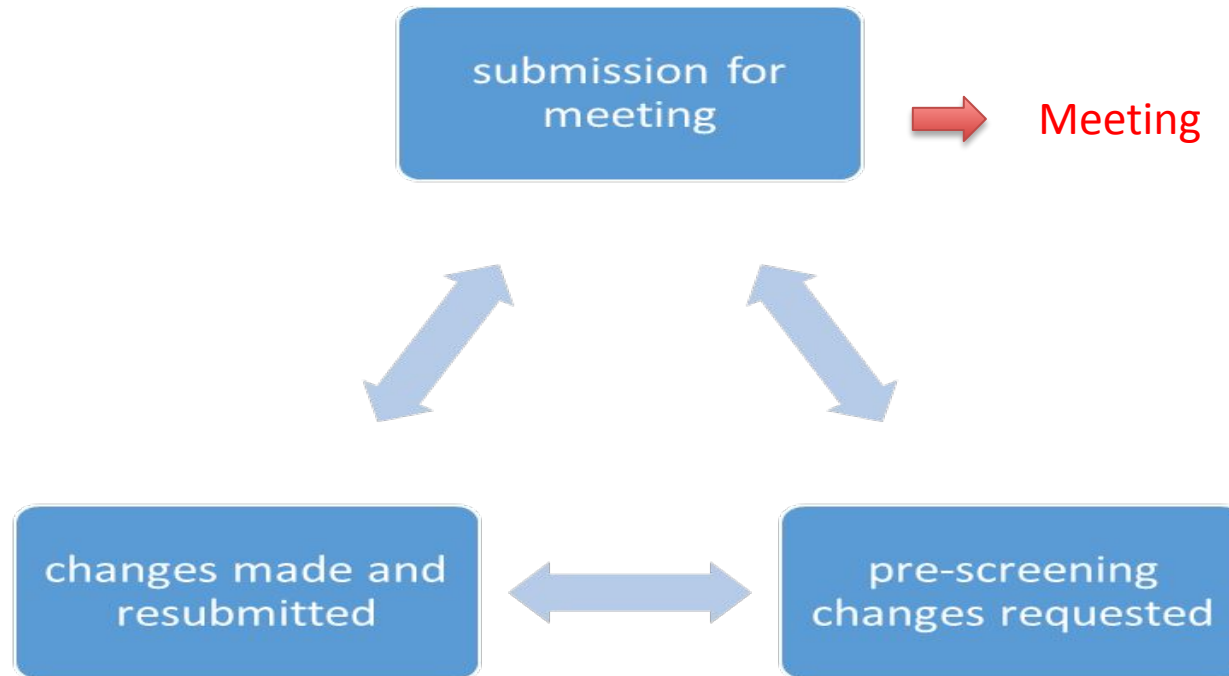 submission for
meeting
Meeting
changes made and
resubmitted
pre-screening
changes requested